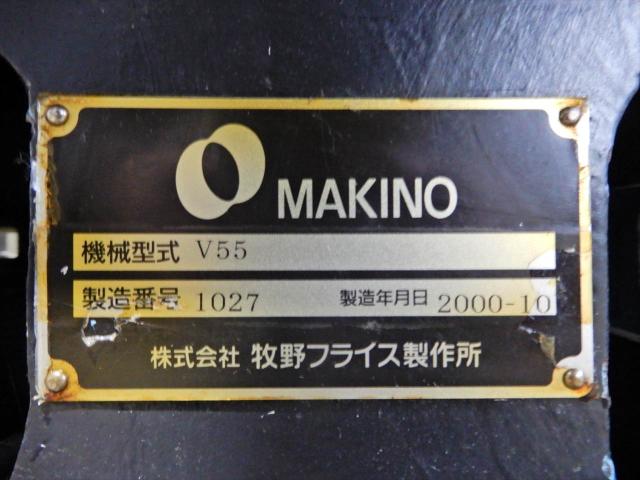 MAKINO
機械型式 V55
製造番号 1027 製造年月日 2000-10
株式会社 牧野フライス製作所